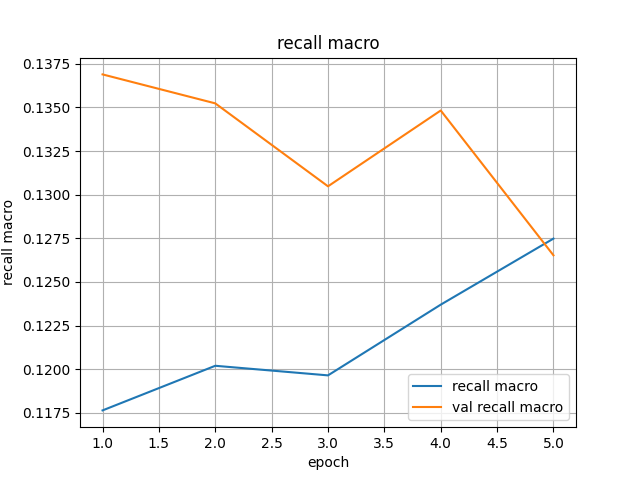 recall macro
0.1375
0.1350
0.1325
0.1300
0.1275
0.1250
0.1225
0.1200
0.1175
recall macro
1.0 1.5 2.0 2.5 3.0 3.5 4.0 4.5 5.0
epoch
recall macro
val recall macro